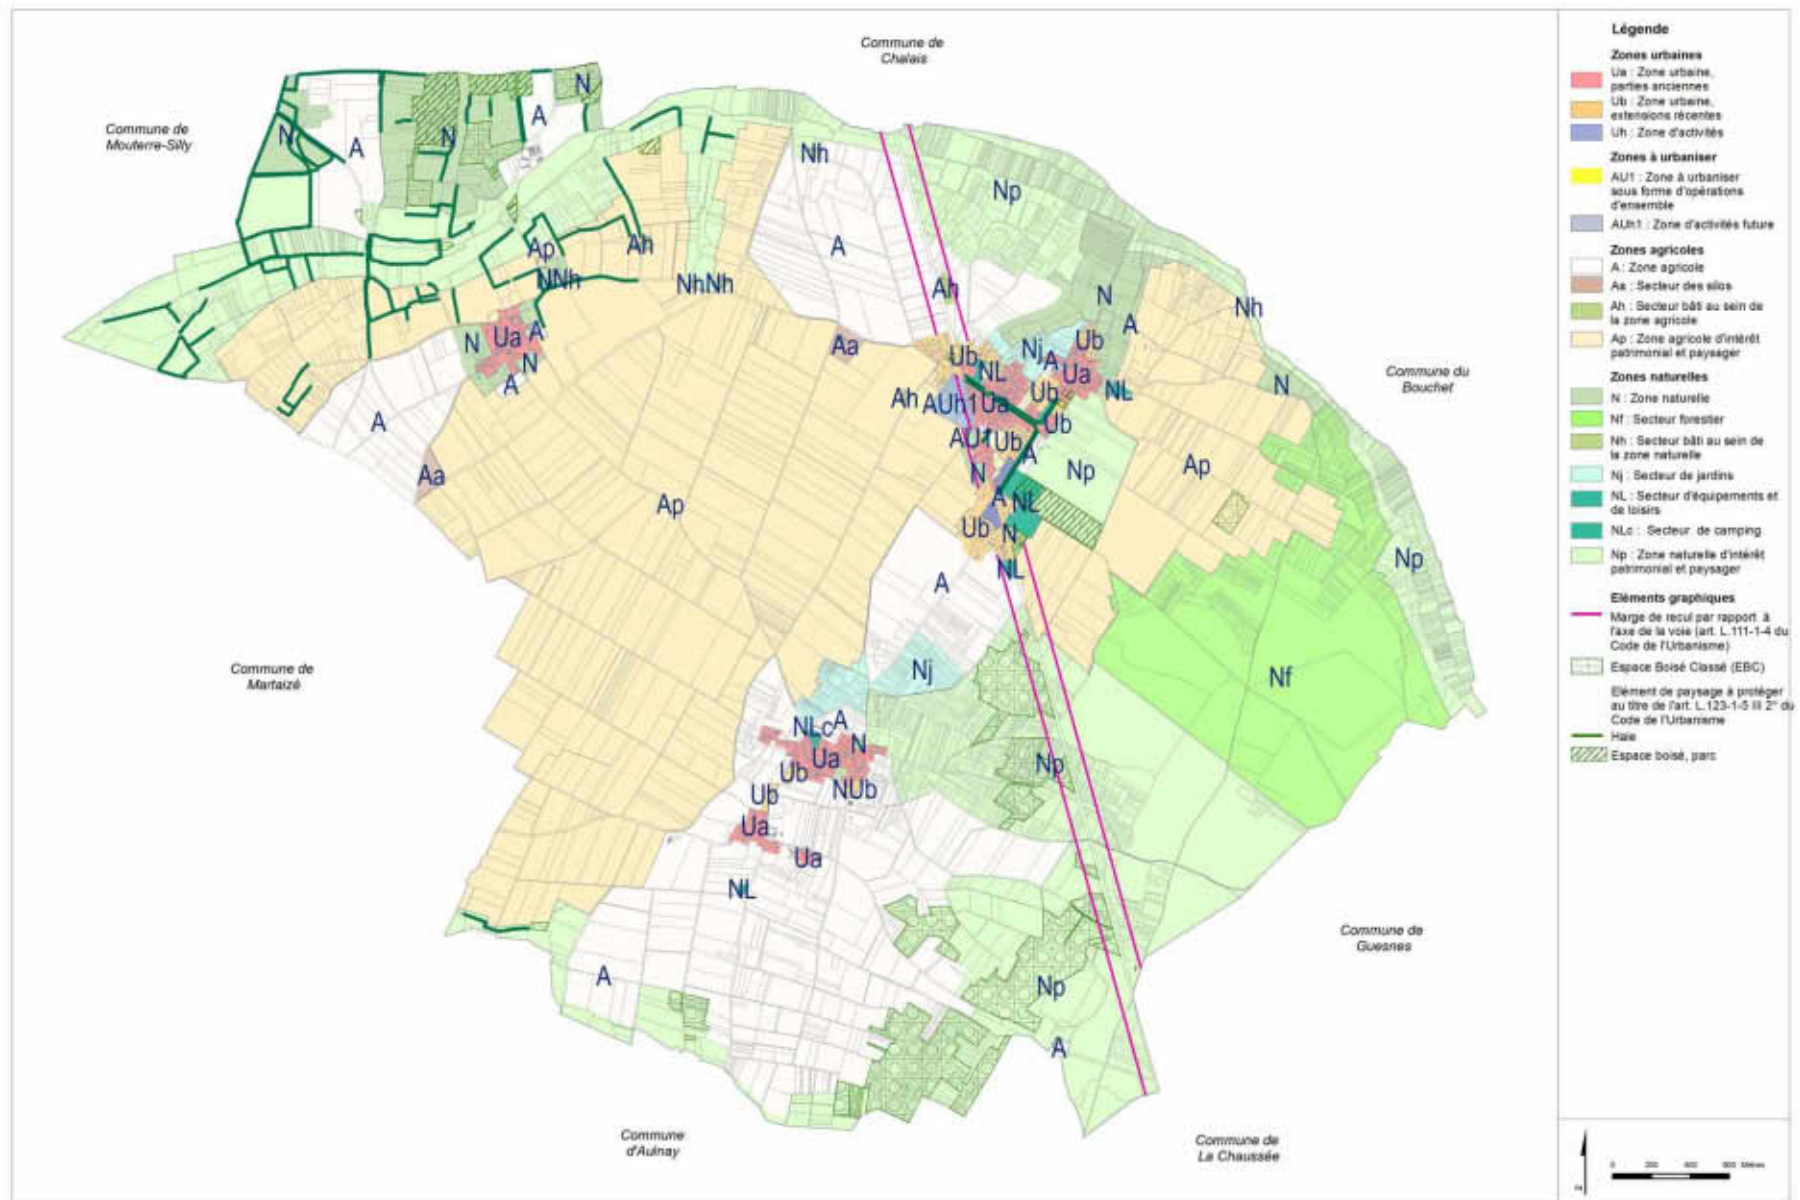 Commune de
Chalais
Commune de
Mouterre-Silly
N
A
N
A
N
Nh
Np
A
Ap
Ah
NNh
NhNh
Ah
N
A
Nh
Ua
A
N
N
A
Aa
Ub
NL
Nj
A
Ub
Ua
NL
Commune du
Bouchet
N
Ah
AUh1
Ua
Ub
Ub
AU1
Ub
A
A
Aa
N
Np
Ap
Ap
A
NL
Ub
N
NL
A
Np
Commune de
Martaizé
Nj
Nf
NLc
A
N
Ua
Ub
NUb
Ub
Ua
Ua
NL
Np
Commune de
Guesnes
A
Np
A
Commune
d'Aulnay
Commune de
La Chaussée
Légende
Zones urbaines
Ua : Zone urbaine,
parties anciennes
Ub : Zone urbaine,
extensions récentes
Uh : Zone d'activités
Zones à urbaniser
AU1 : Zone à urbaniser
sous forme d'opérations
d'ensemble
AUh1 : Zone d'activités future
Zones agricoles
A : Zone agricole
Aa : Secteur des silos
Ah : Secteur bâti au sein de
la zone agricole
Ap : Zone agricole d'intérêt
patrimonial et paysager
Zones naturelles
N : Zone naturelle
Nf : Secteur forestier
Nh : Secteur bâti au sein de
la zone naturelle
Nj : Secteur de jardins
NL : Secteur d'équipements et
de loisirs
NLc : Secteur de camping
Np : Zone naturelle d'intérêt
patrimonial et paysager
Eléments graphiques
Marge de recul par rapport à
l'axe de la voie (art. L.111-1-4 du
Code de l'Urbanisme)
Espace Boisé Classé (EBC)
Elément de paysage à protéger
au titre de l'art. L.123-1-5 III 2° du
Code de l'Urbanisme
Haie
Espace boisé, parc
0 200 400 600 Mètres